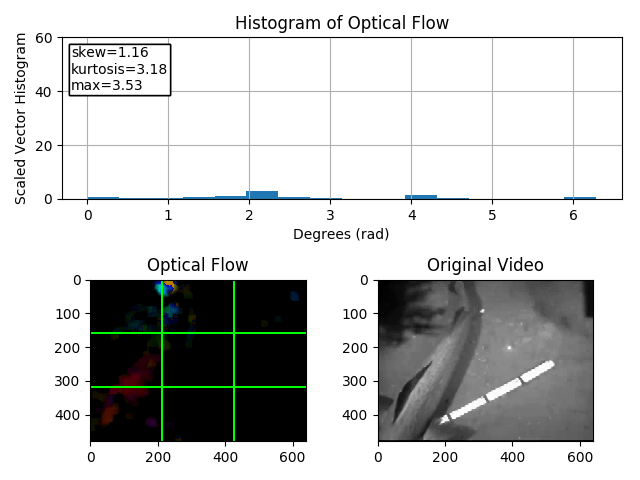 Histogram of Optical Flow
Scaled Vector Histogram
60
40
20
0
skew=1.16
kurtosis=3.18
max=3.53
0 1 2 3 4 5 6
Degrees (rad)
Optical Flow
0
100
200
300
400
0 200 400 600
Original Video
0
100
200
300
400
0 200 400 600